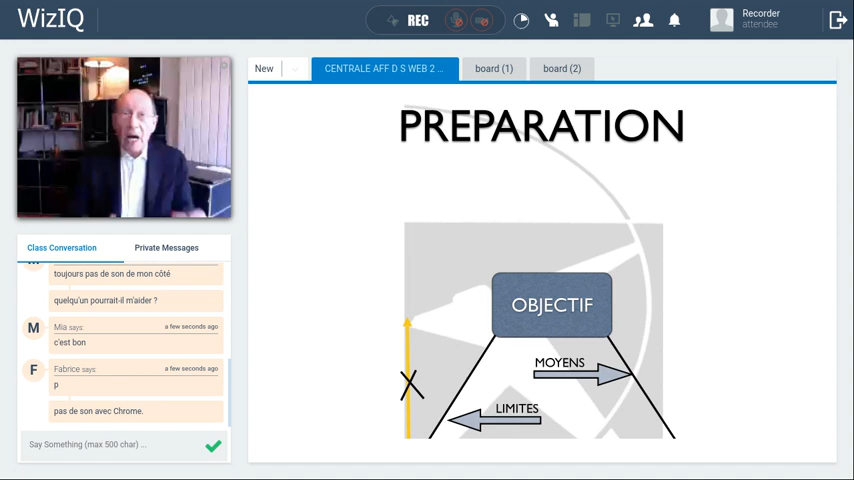 WizIQ
REC
Recorder
attendee
New
CENTRALE AFF D S WEB 2 ...
board (1)
board (2)
PREPARATION
OBJECTIF
MOYENS
LIMITES
Class Conversation
Private Messages
toujours pas de son de mon côté
quelqu'un pourrait-il m'aider ?
M
Mia says:
a few seconds ago
c'est bon
F
Fabrice says:
a few seconds ago
p
pas de son avec Chrome.
Say Something (max 500 char) ...